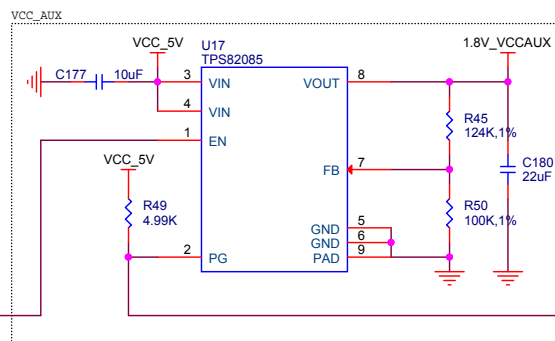 VCC_AUX
VCC_5V
U17
TPS82085
1.8V_VCCAUX
C177
10uF
3
VIN
VOUT
8
4
VIN
R45
124K,1%
1
EN
VCC_5V
FB
7
C180
22uF
R49
4.99K
R50
100K,1%
GND
5
GND
6
2
PG
PAD
9